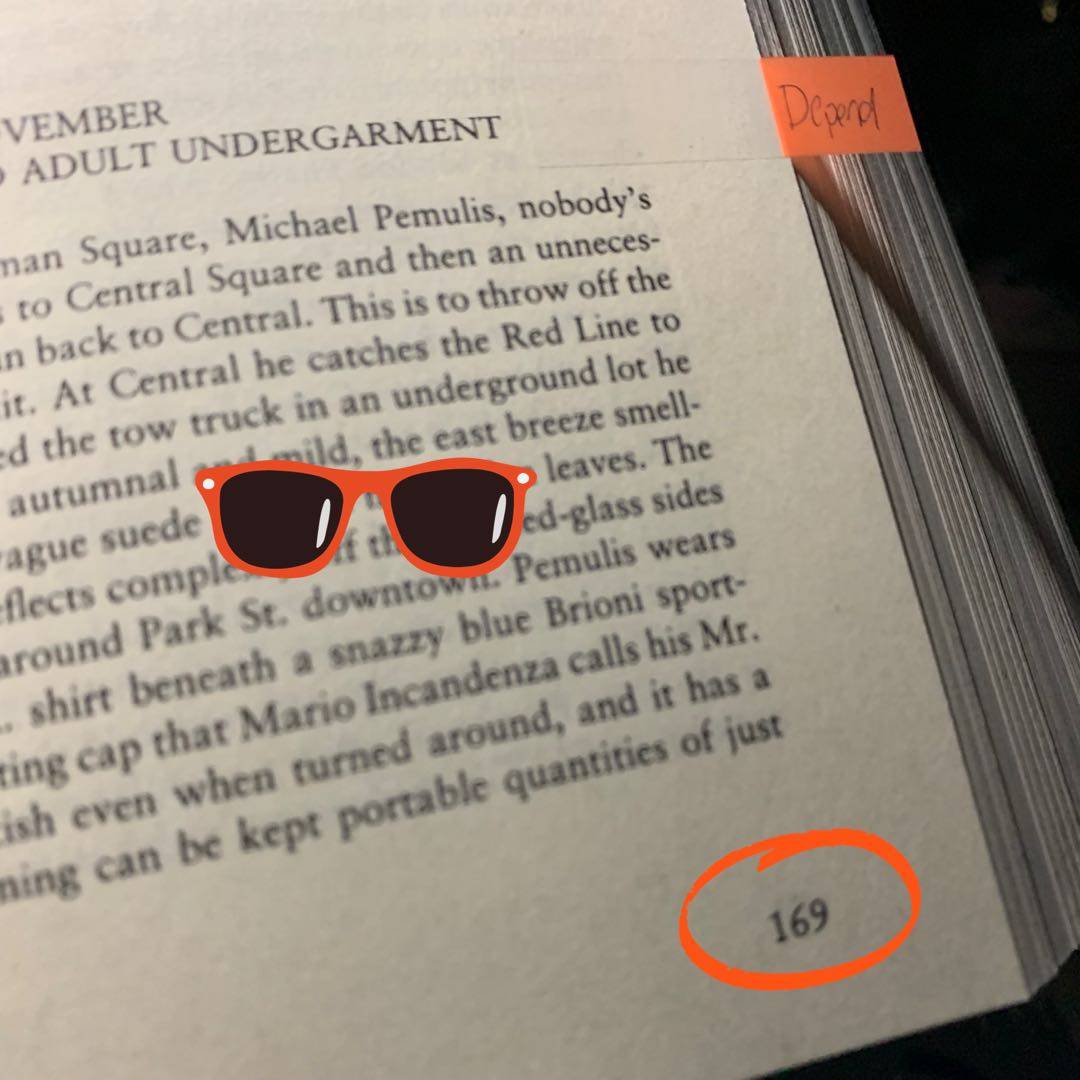 Depend
VEMBER
ADULT UNDERGARMENT
man Square, Michael Pemulis, nobody's
to Central Square and then an unneces-
n back to Central. This is to throw off the
it. At Central he catches the Red Line to
ed the tow truck in an underground lot he
autumnal and mild, the east breeze smell-
leaves. The
ague suede ed-glass sides
eflects comple f th downtown. Pemulis wears
around Park St. a snazzy blue Brioni sport-
shirt beneath Mario Incandenza calls his Mr.
ting cap that turned around, and it has a
ish even when portable quantities of just
ning can be kept
169